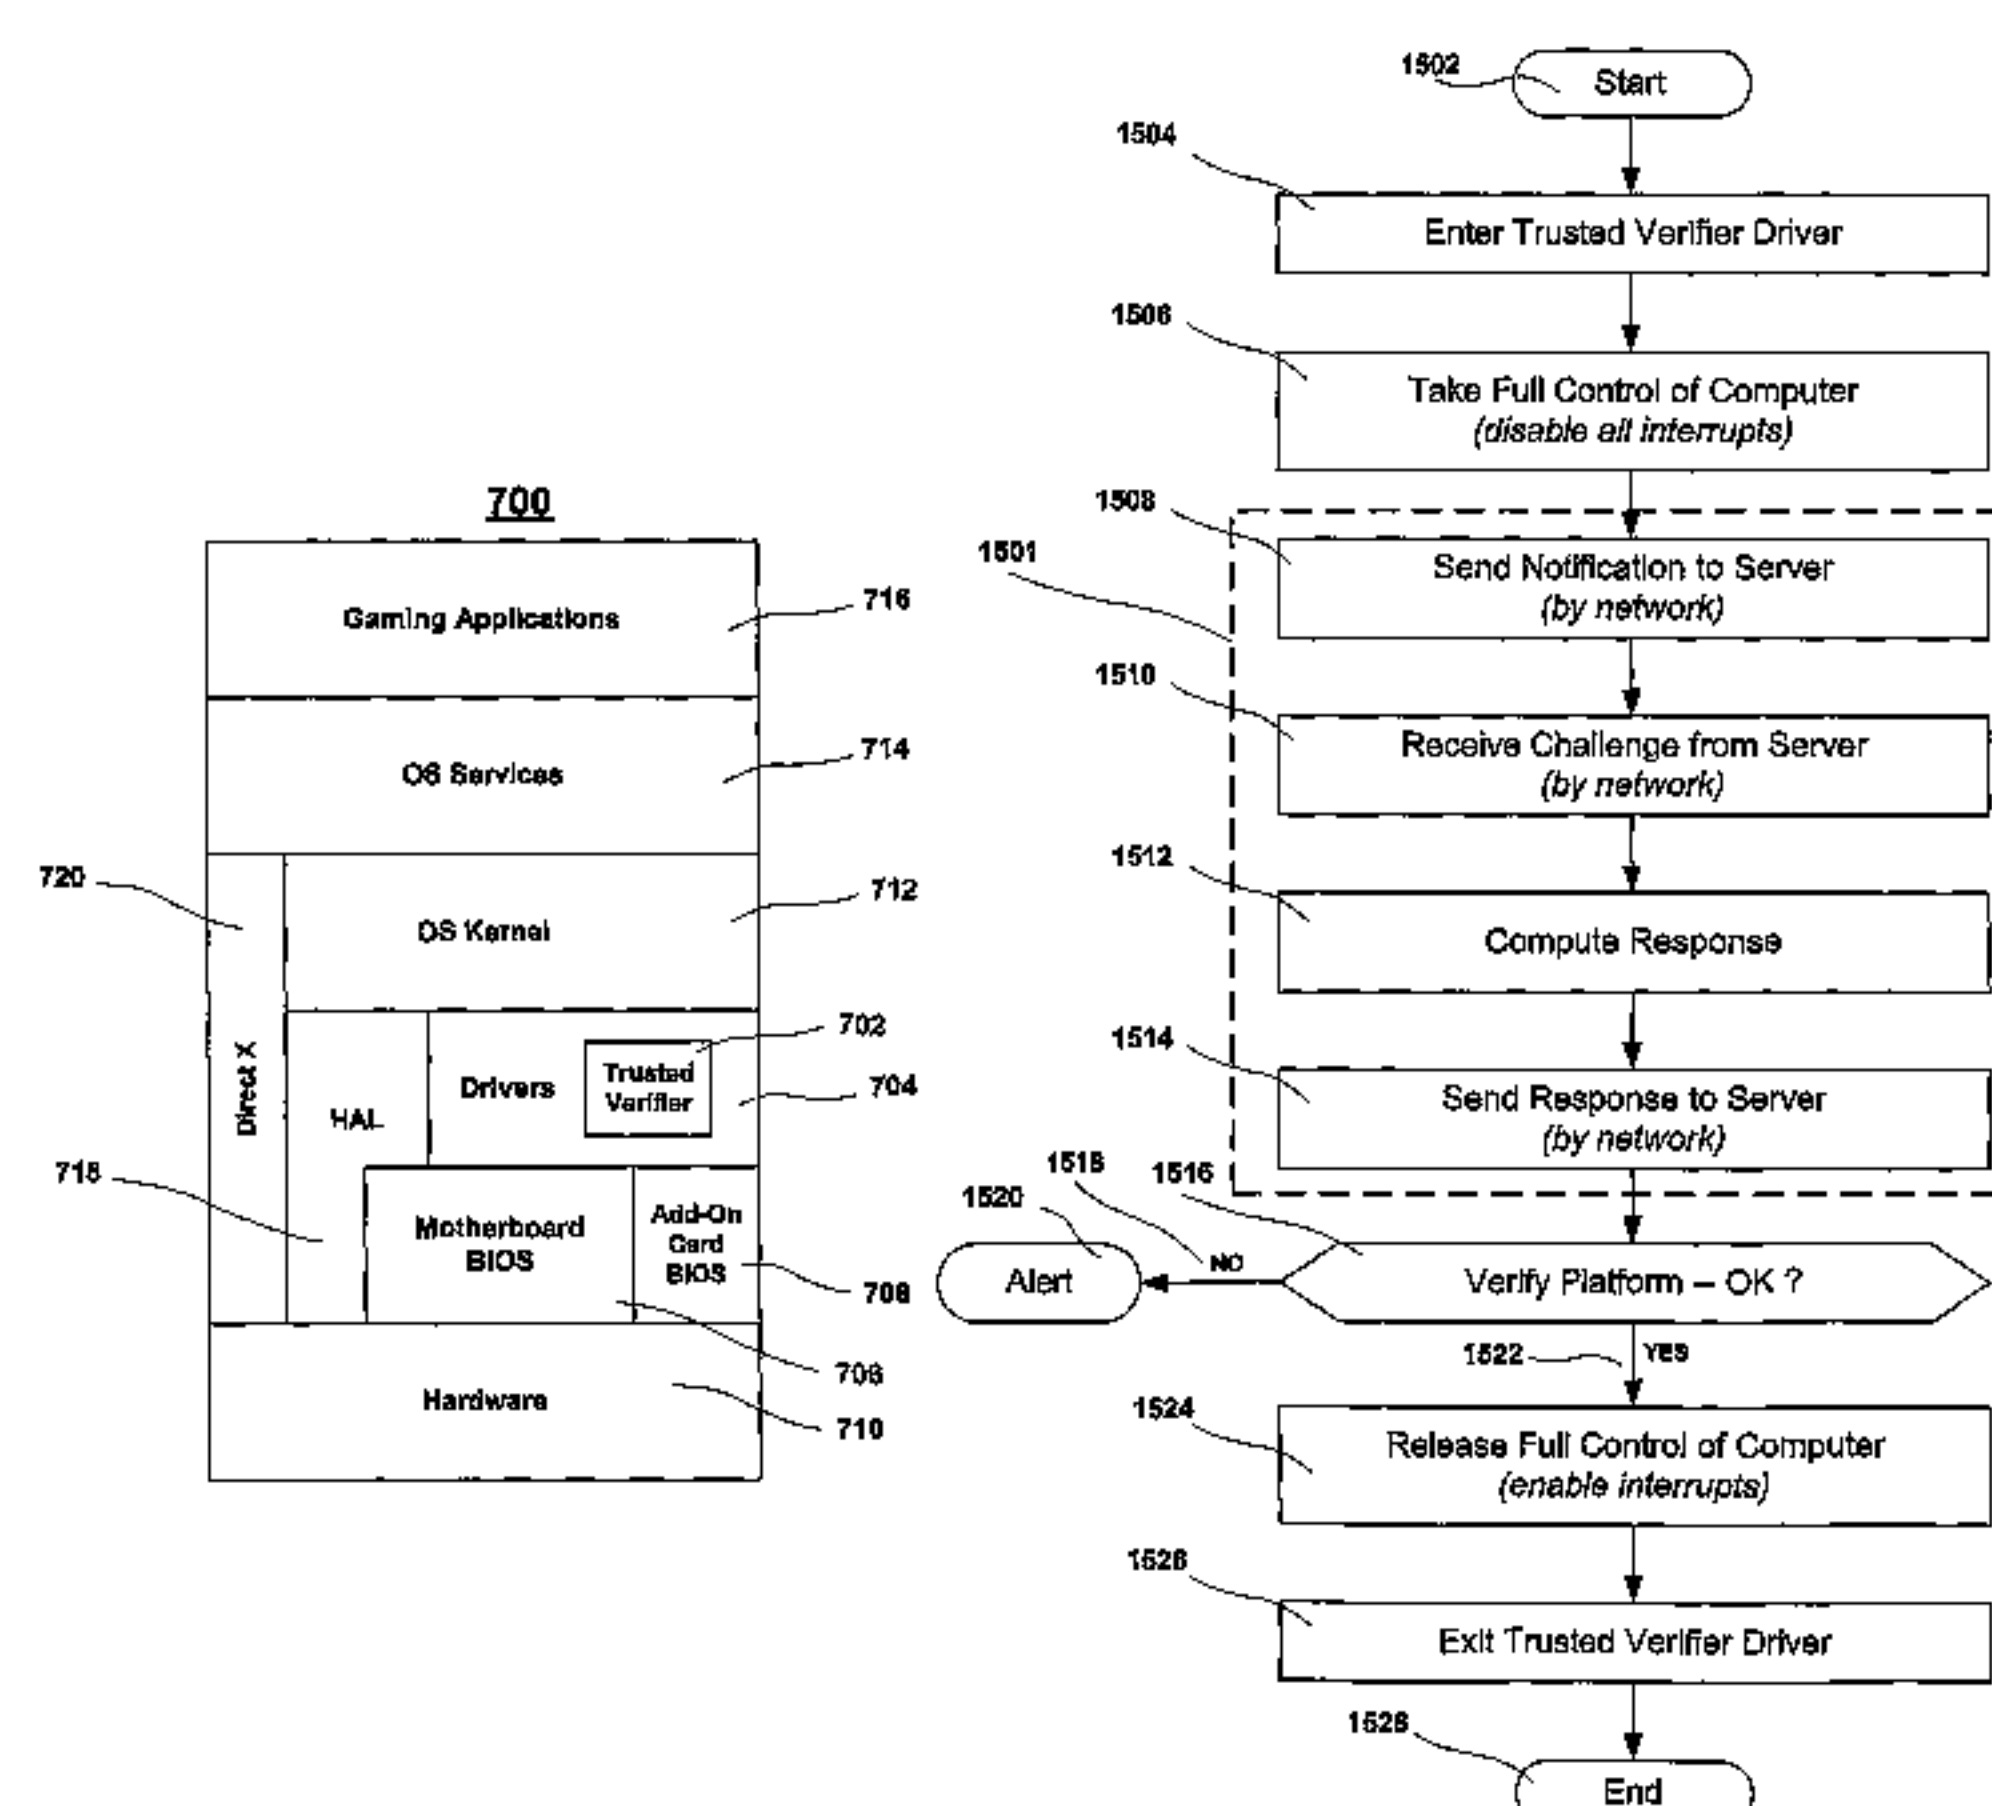 700
Gaming Applications
716
OS Services
714
720
OS Kernel
712
Direct X
HAL
Drivers
Trusted
Verifier
702
704
718
Motherboard
BIOS
Add-On
Card
BIOS
708
706
Hardware
710
1502
Start
1504
Enter Trusted Verifier Driver
1506
Take Full Control of Computer
(disable all interrupts)
1501
1508
Send Notification to Server
(by network)
1510
Receive Challenge from Server
(by network)
1512
Compute Response
1514
Send Response to Server
(by network)
1516
1518
1520
Alert
NO
Verify Platform – OK ?
1522
YES
1524
Release Full Control of Computer
(enable interrupts)
1526
Exit Trusted Verifier Driver
1528
End